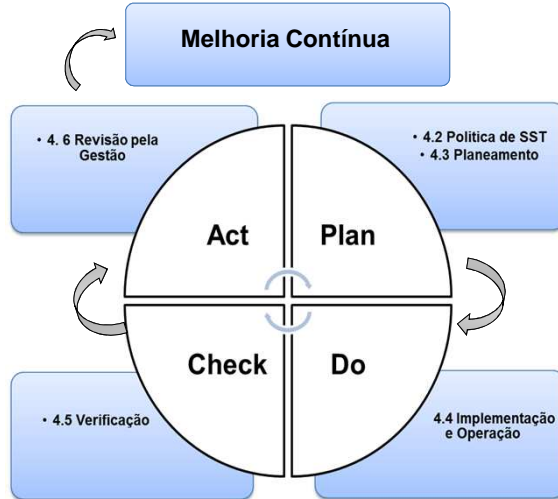 Melhoria Contínua
• 4. 6 Revisão pela
Gestão
• 4.2 Politica de SST
• 4.3 Planeamento
Act
Plan
Check
Do
• 4.5 Verificação
4.4 Implementação
e Operação